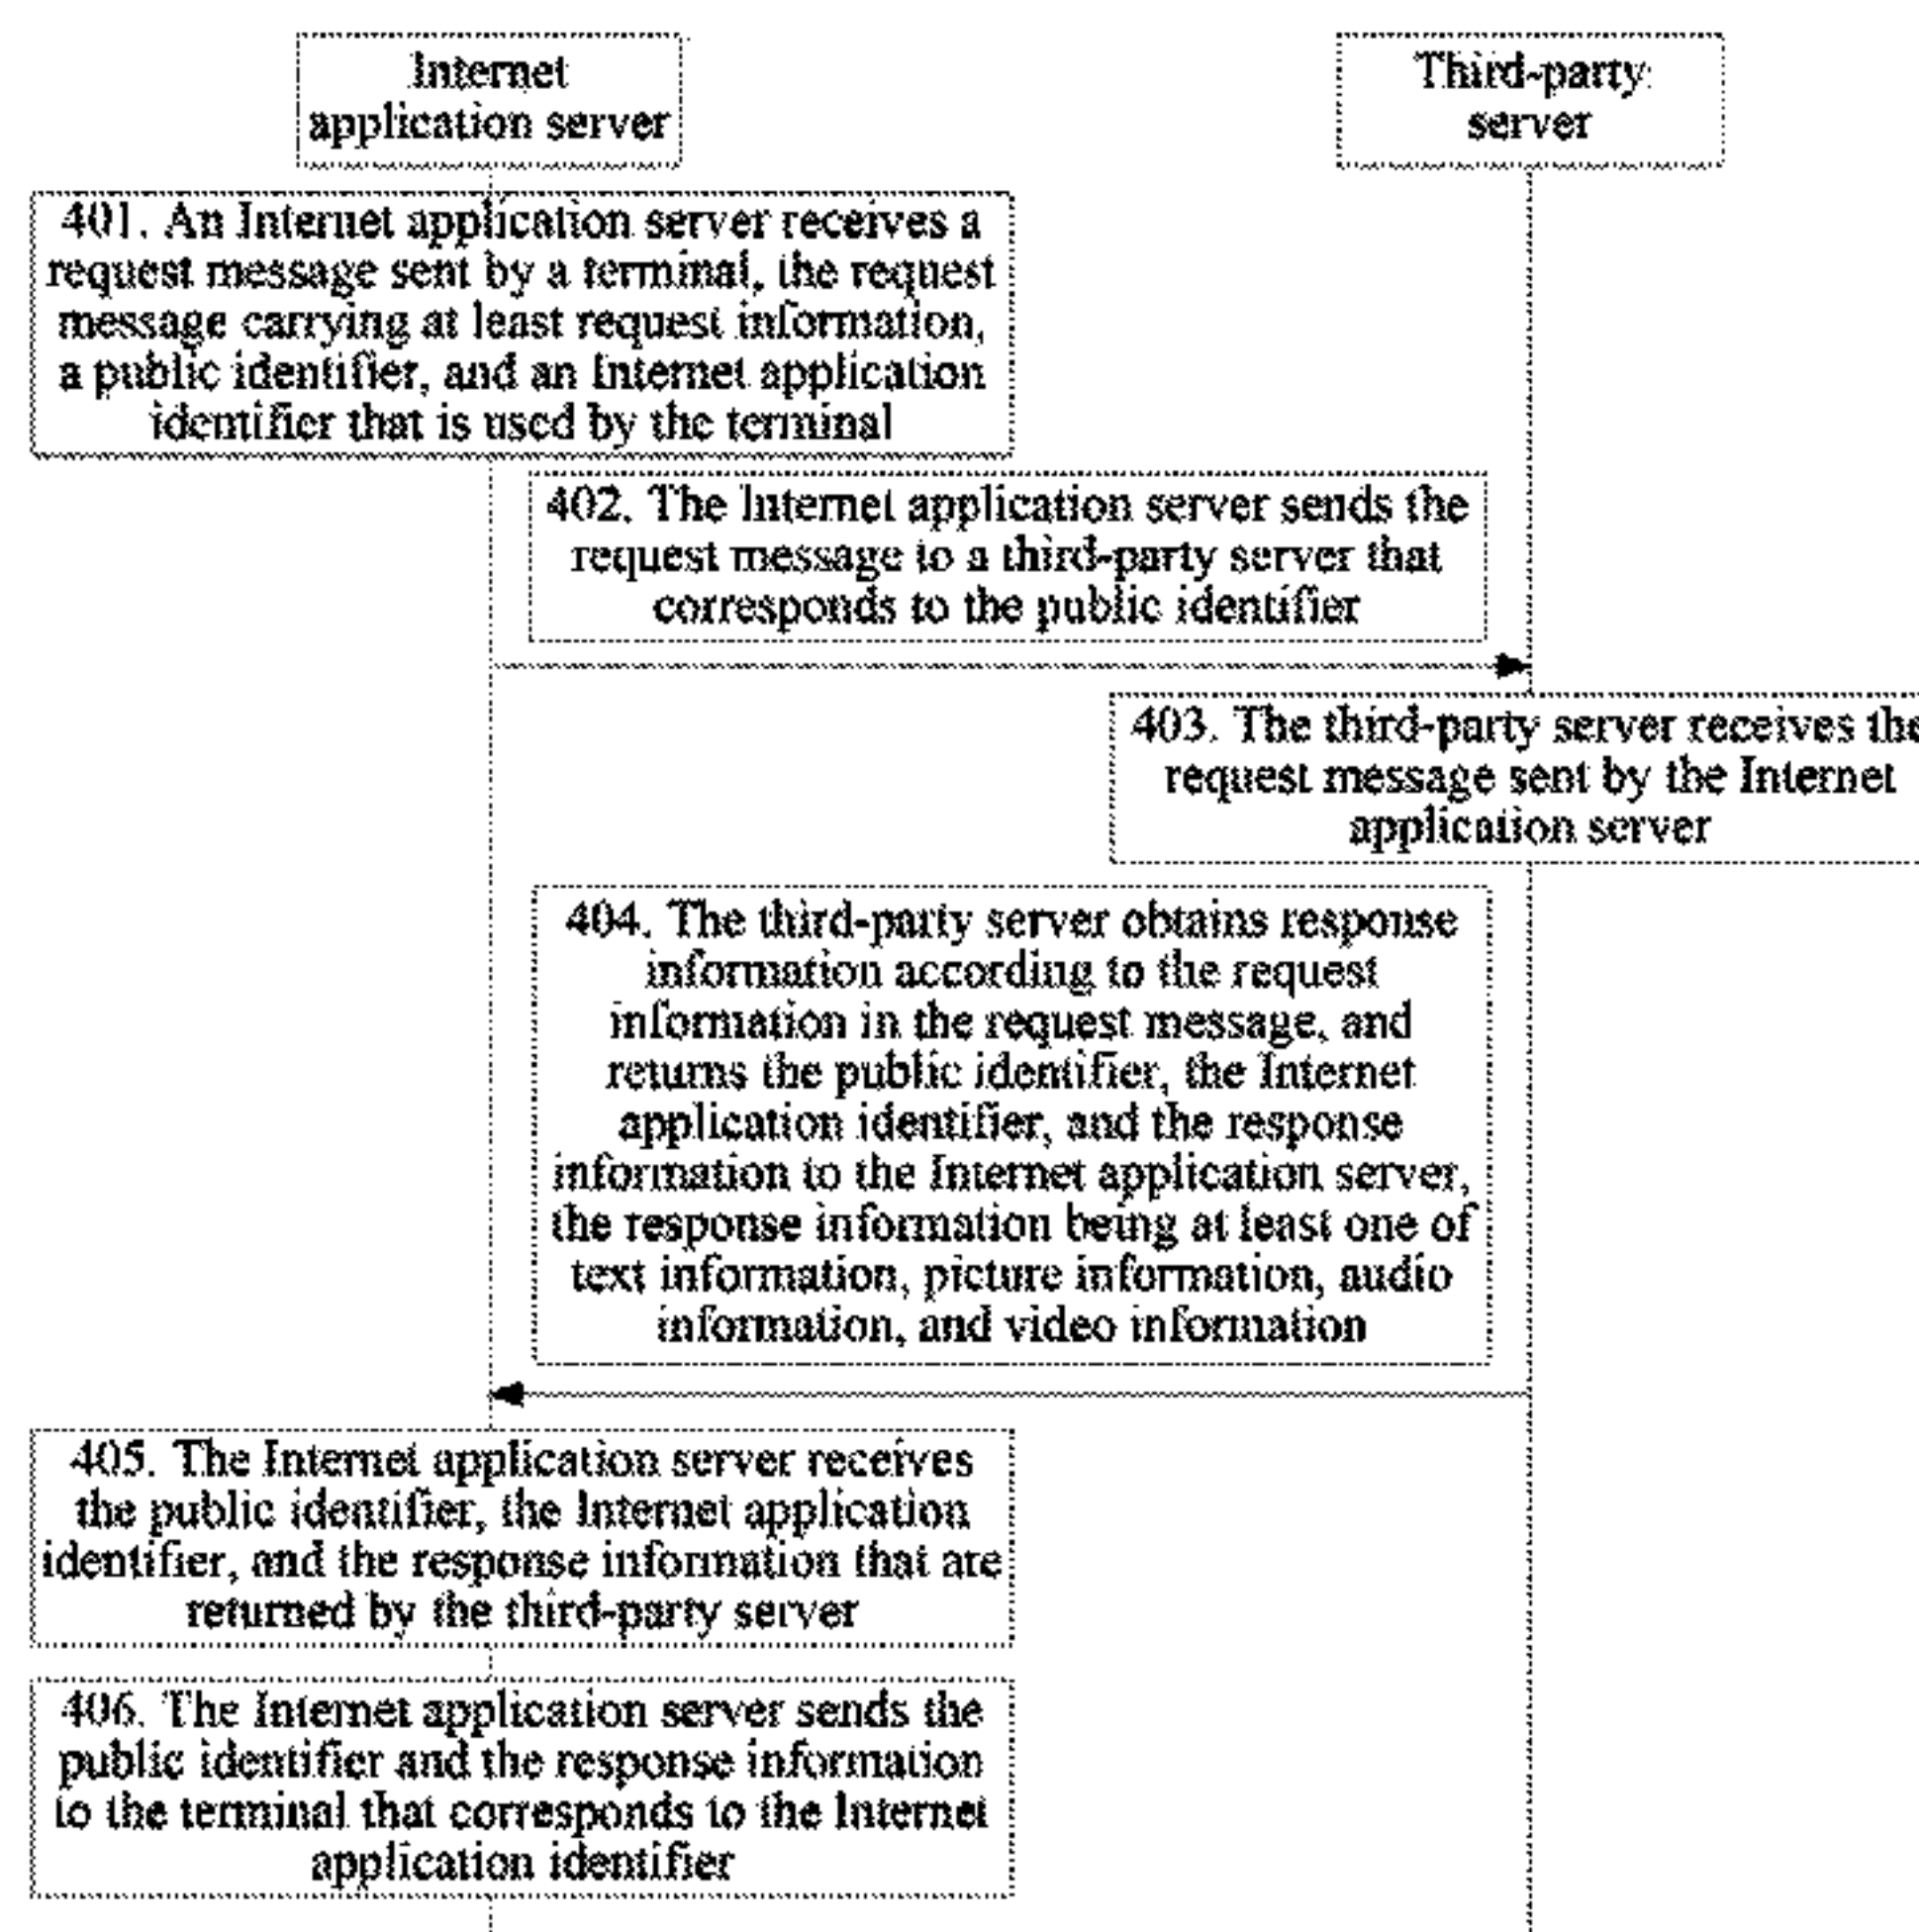 Internet
application server
Third-party
server
401. An Internet application server receives a
request message sent by a terminal, the request
message carrying at least request information,
a public identifier, and an Internet application
identifier that is used by the terminal
402. The Internet application server sends the
request message to a third-party server that
corresponds to the public identifier
403. The third-party server receives the
request message sent by the Internet
application server
404. The third-party server obtains response
information according to the request
information in the request message, and
returns the public identifier, the Internet
application identifier, and the response
information to the Internet application server,
the response information being at least one of
text information, picture information, audio
information, and video information
405. The Internet application server receives
the public identifier, the Internet application
identifier, and the response information that are
returned by the third-party server
406. The Internet application server sends the
public identifier and the response information
to the terminal that corresponds to the Internet
application identifier